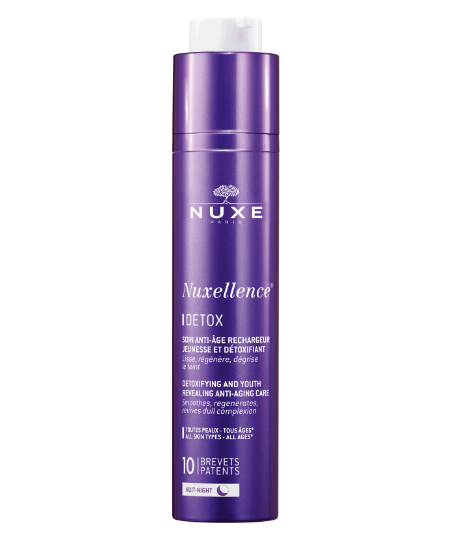 NUXE
PARIS
Nuxellence®
DETOX
SOIN ANTI-ÂGE RECHARGEUR
JEUNESSE ET DÉTOXIFIANT
Lisse, régénère, dégrise
le teint
DETOXIFYING AND YOUTH
REVEALING ANTI-AGING CARE
Smoothes, regenerates,
revives dull complexion
TOUTES PEAUX - TOUS ÂGES*
ALL SKIN TYPES - ALL AGES*
10 BREVETS
PATENTS
NUIT-NIGHT